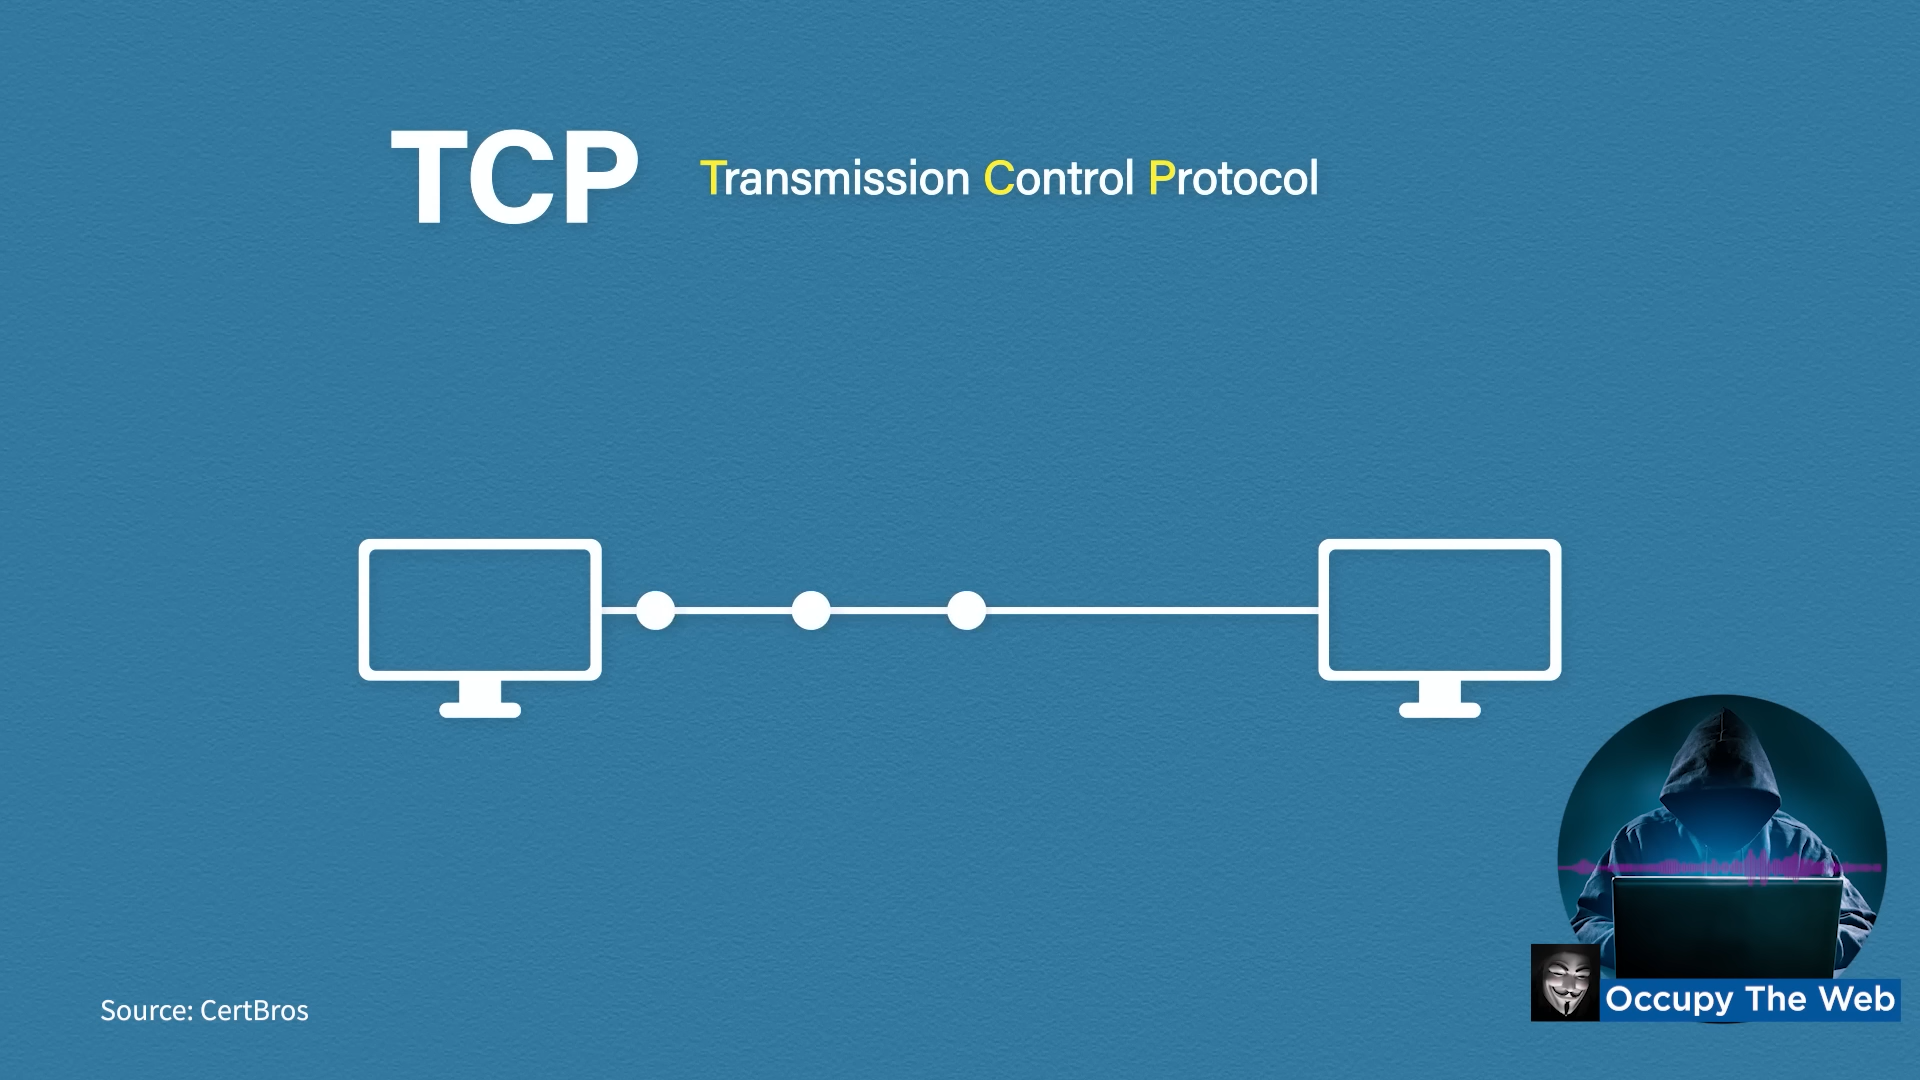 TCP
Transmission Control Protocol
Source: CertBros
Occupy The Web